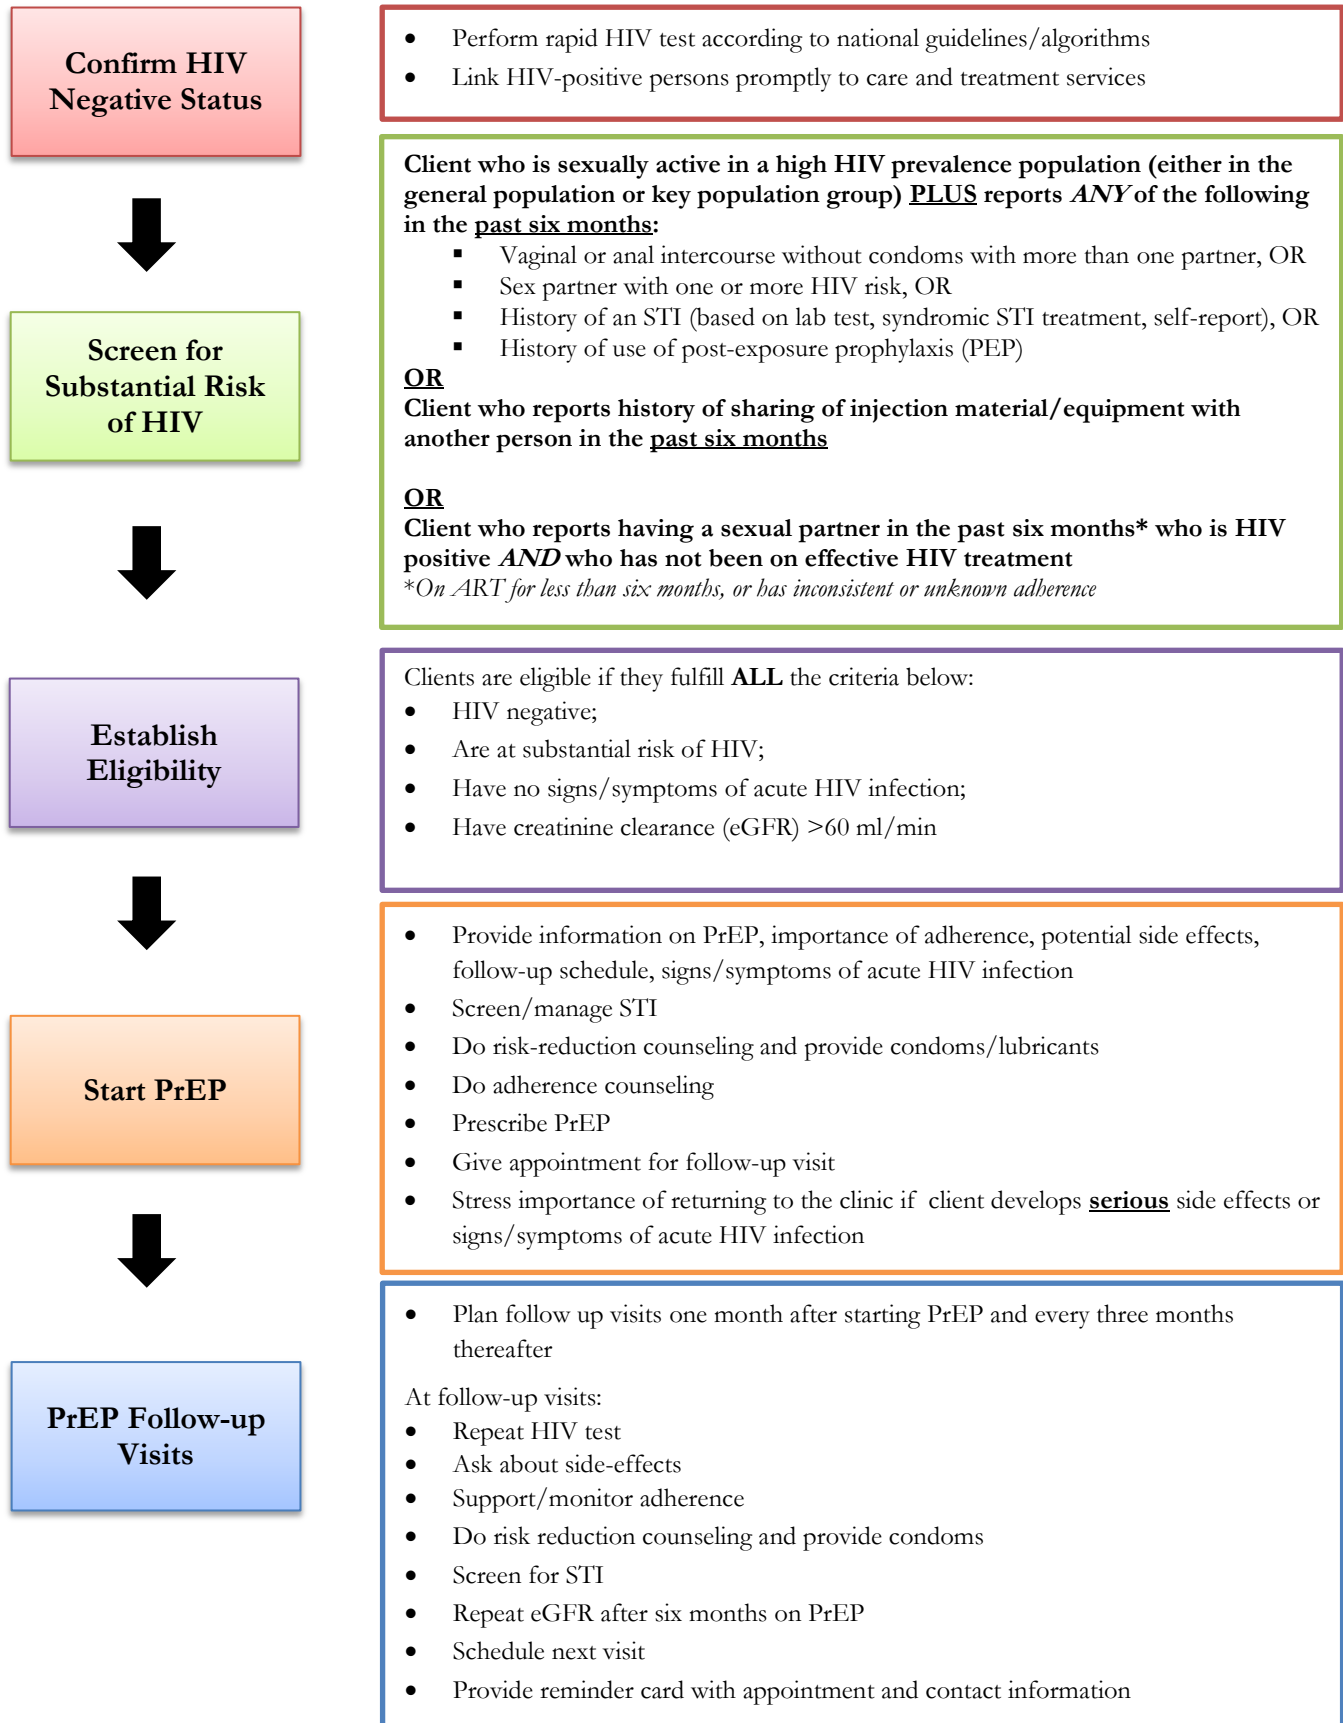 Confirm HIV
Negative Status
• Perform rapid HIV test according to national guidelines/algorithms
• Link HIV-positive persons promptly to care and treatment services
Screen for
Substantial Risk
of HIV
Client who is sexually active in a high HIV prevalence population (either in the
general population or key population group) PLUS reports ANY of the following
in the past six months:
▪ Vaginal or anal intercourse without condoms with more than one partner, OR
▪ Sex partner with one or more HIV risk, OR
▪ History of an STI (based on lab test, syndromic STI treatment, self-report), OR
▪ History of use of post-exposure prophylaxis (PEP)
OR
Client who reports history of sharing of injection material/equipment with
another person in the past six months
OR
Client who reports having a sexual partner in the past six months* who is HIV
positive AND who has not been on effective HIV treatment
*On ART for less than six months, or has inconsistent or unknown adherence
Establish
Eligibility
Clients are eligible if they fulfill ALL the criteria below:
• HIV negative;
• Are at substantial risk of HIV;
• Have no signs/symptoms of acute HIV infection;
• Have creatinine clearance (eGFR) >60 ml/min
Start PrEP
• Provide information on PrEP, importance of adherence, potential side effects,
follow-up schedule, signs/symptoms of acute HIV infection
• Screen/manage STI
• Do risk-reduction counseling and provide condoms/lubricants
• Do adherence counseling
• Prescribe PrEP
• Give appointment for follow-up visit
• Stress importance of returning to the clinic if client develops serious side effects or
signs/symptoms of acute HIV infection
PrEP Follow-up
Visits
• Plan follow up visits one month after starting PrEP and every three months
thereafter
At follow-up visits:
• Repeat HIV test
• Ask about side-effects
• Support/monitor adherence
• Do risk reduction counseling and provide condoms
• Screen for STI
• Repeat eGFR after six months on PrEP
• Schedule next visit
• Provide reminder card with appointment and contact information